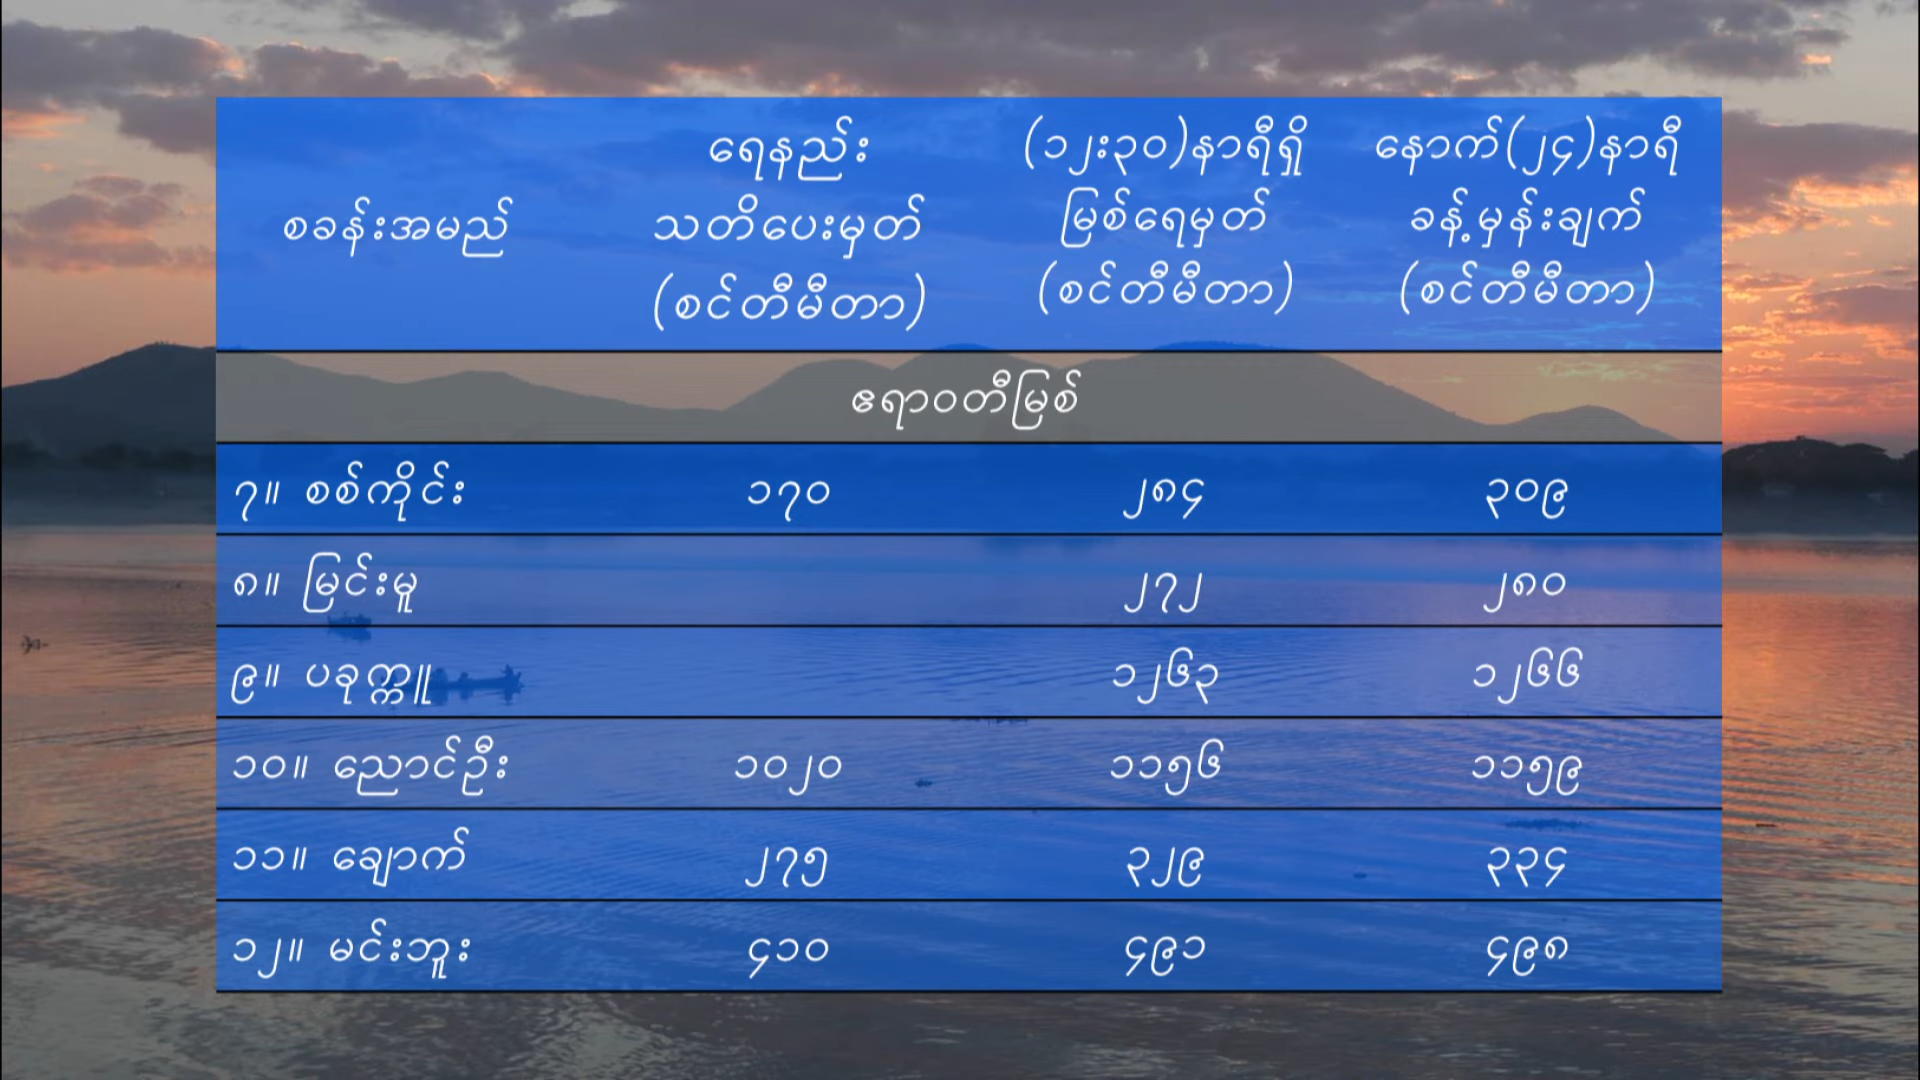 စခန်းအမည်
ရေနည်း
သတိပေးမှတ်
(စင်တီမီတာ)
(၁၂း၃၀)နာရီရှိ
မြစ်ရေမှတ်
(စင်တီမီတာ)
နောက်(၂၄)နာရီ
ခန့်မှန်းချက်
(စင်တီမီတာ)
ဧရာဝတီမြစ်
၇။ စစ်ကိုင်း ၁၇၀ ၂၈၄ ၃၀၉
၈။ မြင်းမူ ၂၇၂ ၂၈၀
၉။ ပခုက္ကူ ၁၂၆၃ ၁၂၆၆
၁၀။ ညောင်ဦး ၁၀၂၀ ၁၁၅၆ ၁၁၅၉
၁၁။ ချောက် ၂၇၅ ၃၂၉ ၃၃၄
၁၂။ မင်းဘူး ၄၁၀ ၄၉၁ ၄၉၈